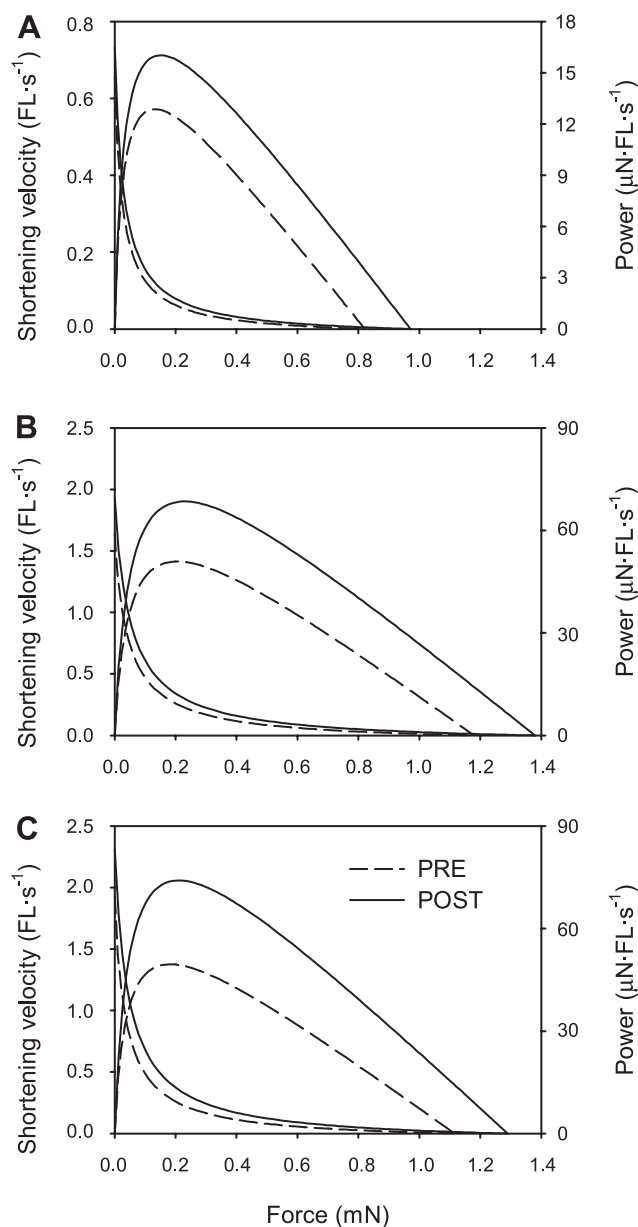 A
Shortening velocity (FL·s⁻¹)
0.8
0.6
0.4
0.2
0.0
18
15
12
9
6
3
0
Power (µN·FL·s⁻¹)
0.0 0.2 0.4 0.6 0.8 1.0 1.2 1.4
B
Shortening velocity (FL·s⁻¹)
2.5
2.0
1.5
1.0
0.5
0.0
90
60
30
0
Power (µN·FL·s⁻¹)
0.0 0.2 0.4 0.6 0.8 1.0 1.2 1.4
C
Shortening velocity (FL·s⁻¹)
2.5
2.0
1.5
1.0
0.5
0.0
PRE
POST
90
60
30
0
Power (µN·FL·s⁻¹)
0.0 0.2 0.4 0.6 0.8 1.0 1.2 1.4
Force (mN)